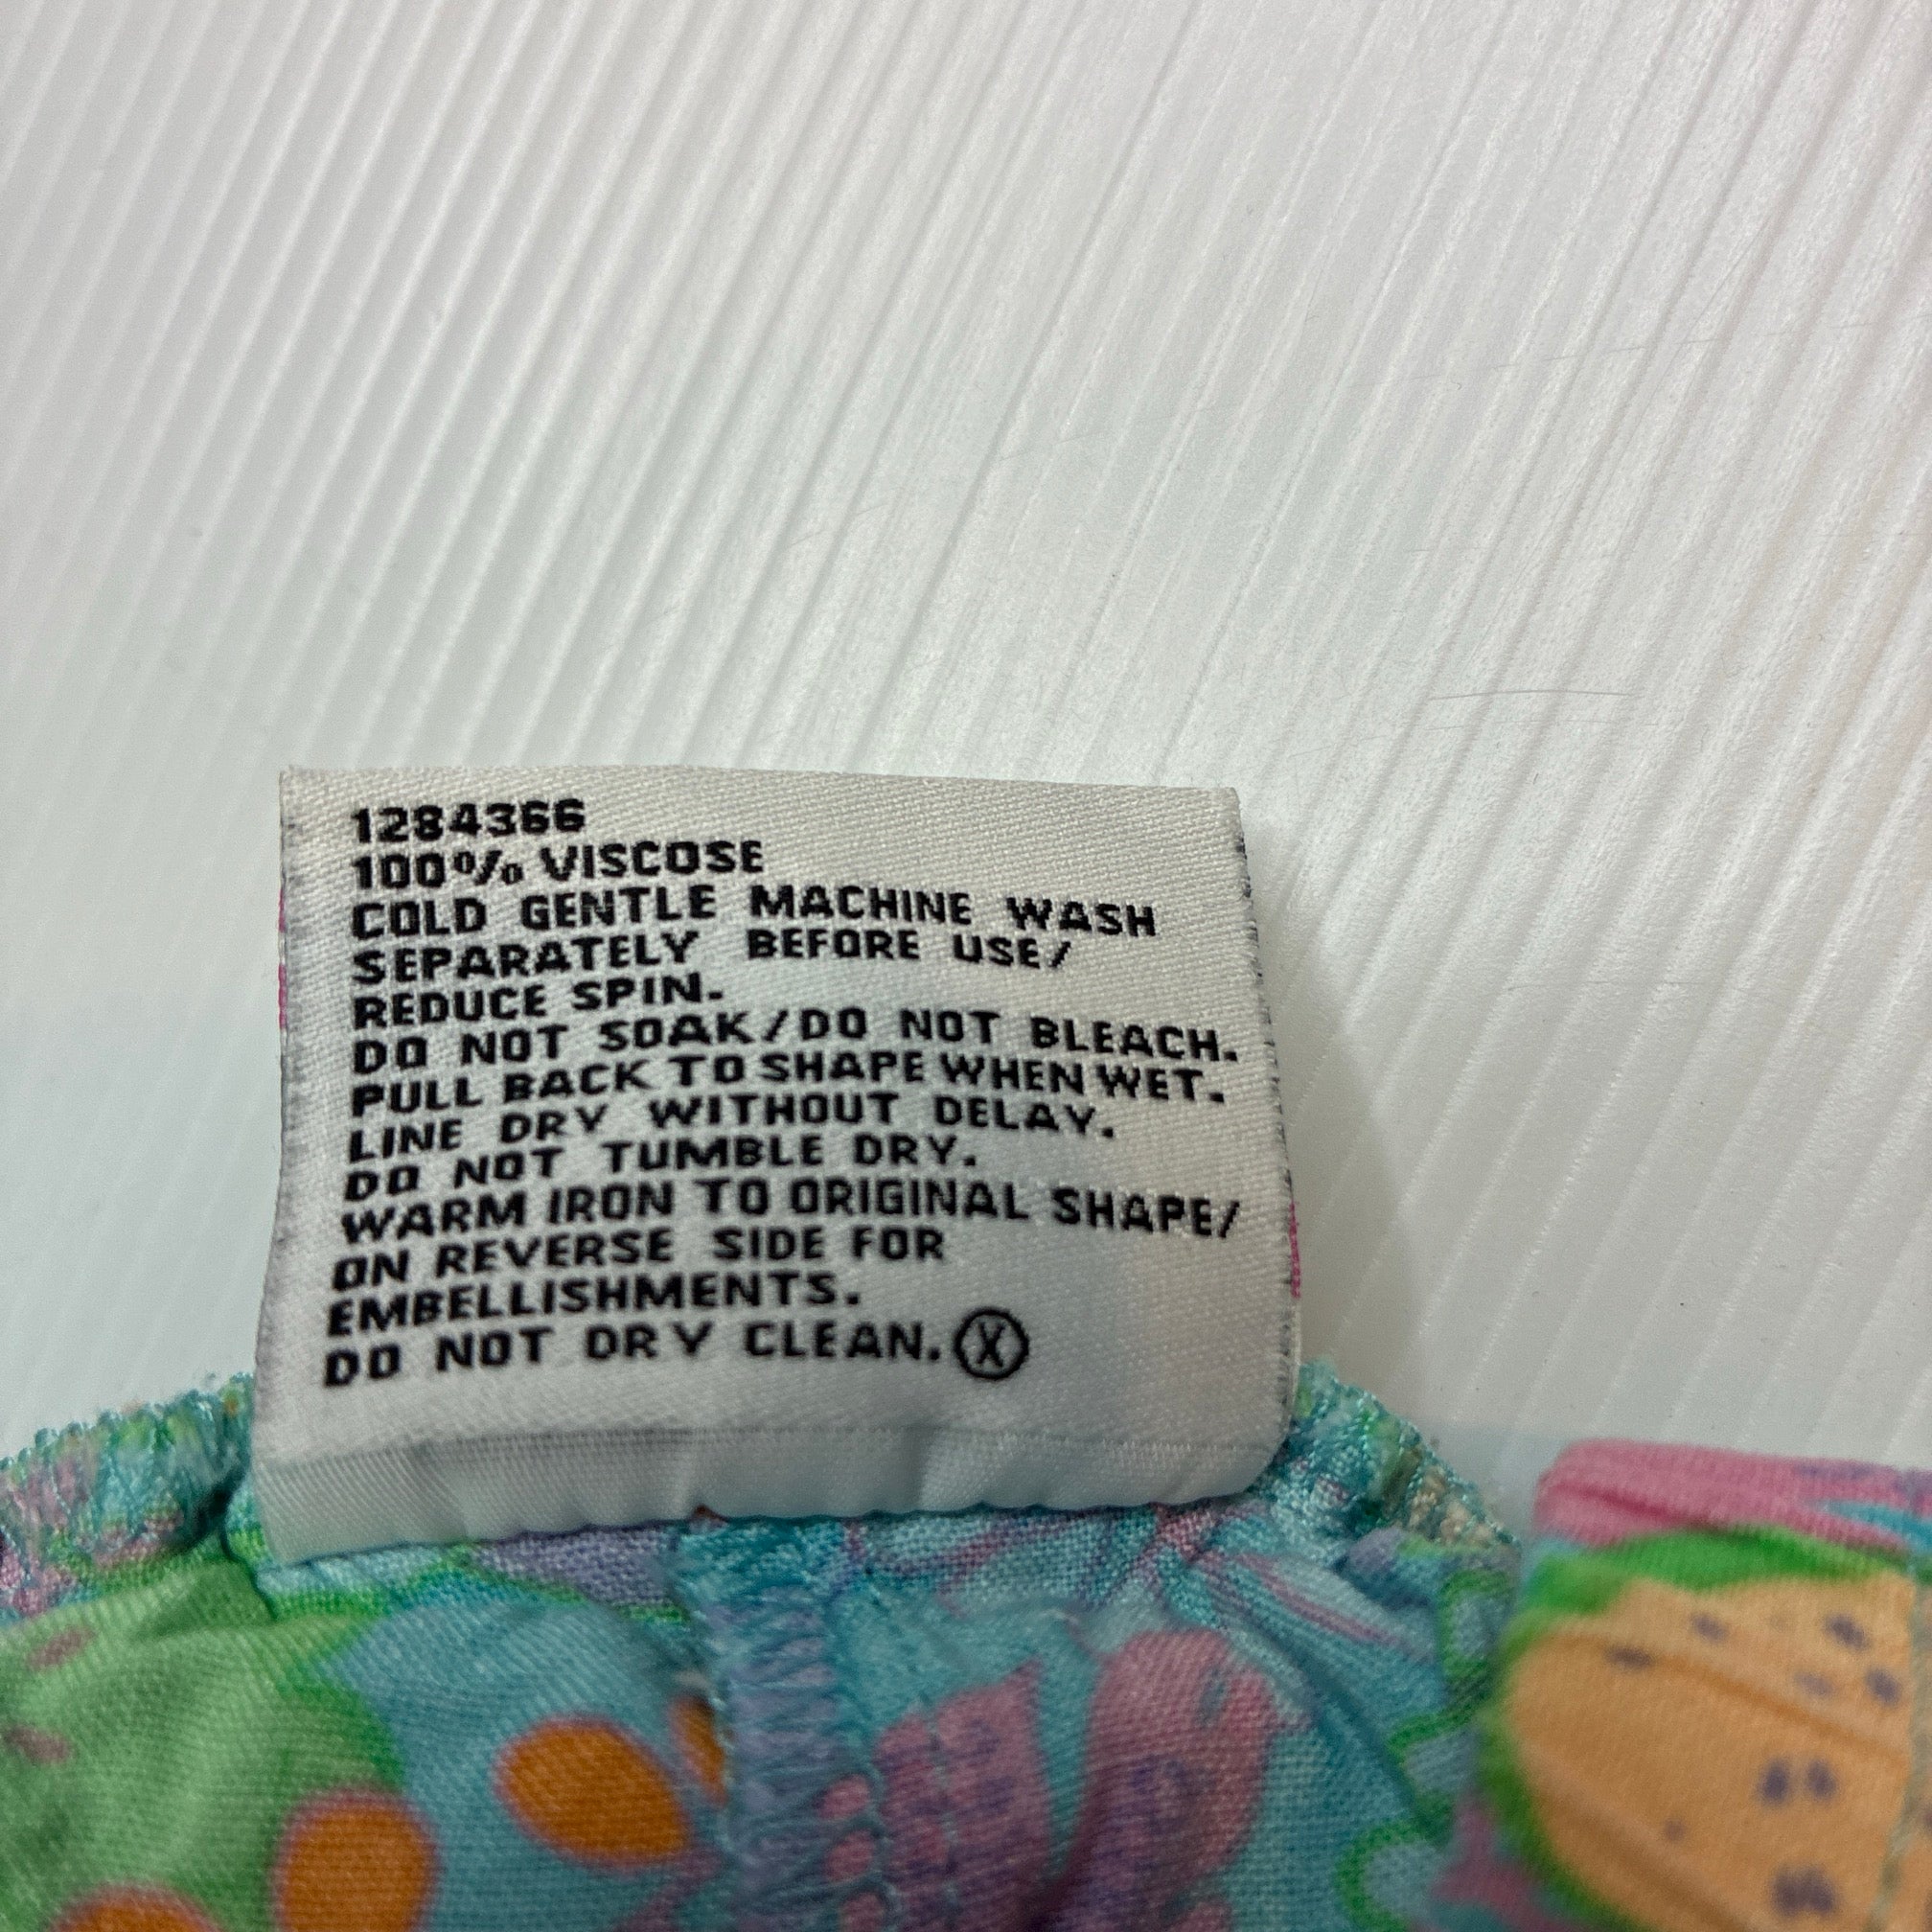 1284366
100% VISCOSE
COLD GENTLE MACHINE WASH
SEPARATELY BEFORE USE/
REDUCE SPIN.
DO NOT SOAK/DO NOT BLEACH.
PULL BACK TO SHAPE WHEN WET.
LINE DRY WITHOUT DELAY.
DO NOT TUMBLE DRY.
WARM IRON TO ORIGINAL SHAPE/
ON REVERSE SIDE FOR
EMBELLISHMENTS.
DO NOT DRY CLEAN. Ⓧ